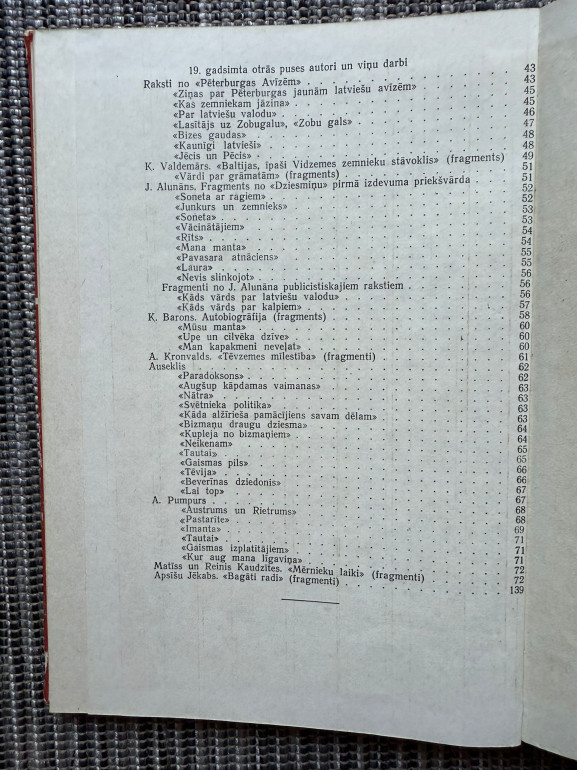 19. gadsimta otrās puses autori un viņu darbi
Raksti no «Pēterburgas Avīzēm» 43
«Ziņas par Pēterburgas jaunām latviešu avīzēm» 43
«Kas zemniekam jāzina» 45
«Par latviešu valodu» 45
«Lasītājs uz Zobugalu», «Zobu gals» 46
«Bizes gaudas» 47
«Kaunīgi latvieši» 48
«Jēcis un Pēcis» 48
K. Valdemārs. «Baltijas, īpaši Vidzemes zemnieku stāvoklis» (fragments) 49
«Vārdi par grāmatām» (fragments) 51
J. Alunāns. Fragments no «Dziesmiņu» pirmā izdevuma priekšvārda 51
«Soneta ar ragiem» 52
«Junkurs un zemnieks» 52
«Soneta» 53
«Vācinātājiem» 53
«Rīts» 54
«Mana manta» 54
«Pavasara atnāciens» 55
«Laura» 55
«Nevis slinkojot» 56
Fragmenti no J. Alunāna publicistiskajiem rakstiem 56
«Kāds vārds par latviešu valodu» 56
«Kāds vārds par kalpiem» 57
K. Barons. Autobiogrāfija (fragments) 58
«Mūsu manta» 60
«Upe un cilvēka dzīve» 60
«Man kapakmeni neveļat» 60
A. Kronvalds. «Tēvzemes mīlestība» (fragmenti) 61
Auseklis 62
«Paradoksons» 62
«Augšup kāpdamas vaimanas» 63
«Nātra» 63
«Svētnieka politika» 63
«Kāda alžīrieša pamācījiens savam dēlam» 63
«Bizmaņu draugu dziesma» 64
«Kupleja no bizmaņiem» 64
«Neikenam» 65
«Tautai» 65
«Gaismas pils» 66
«Tēvija» 66
«Beverīnas dziedonis» 67
«Lai top» 67
A. Pumpurs 68
«Austrums un Rietrums» 68
«Pastarīte» 69
«Imanta» 71
«Tautai» 71
«Gaismas izplatītājiem» 71
«Kur aug mana līgaviņa» 72
Matīss un Reinis Kaudzītes. «Mērnieku laiki» (fragmenti) 72
Apsīšu Jēkabs. «Bagāti radi» (fragmenti) 139